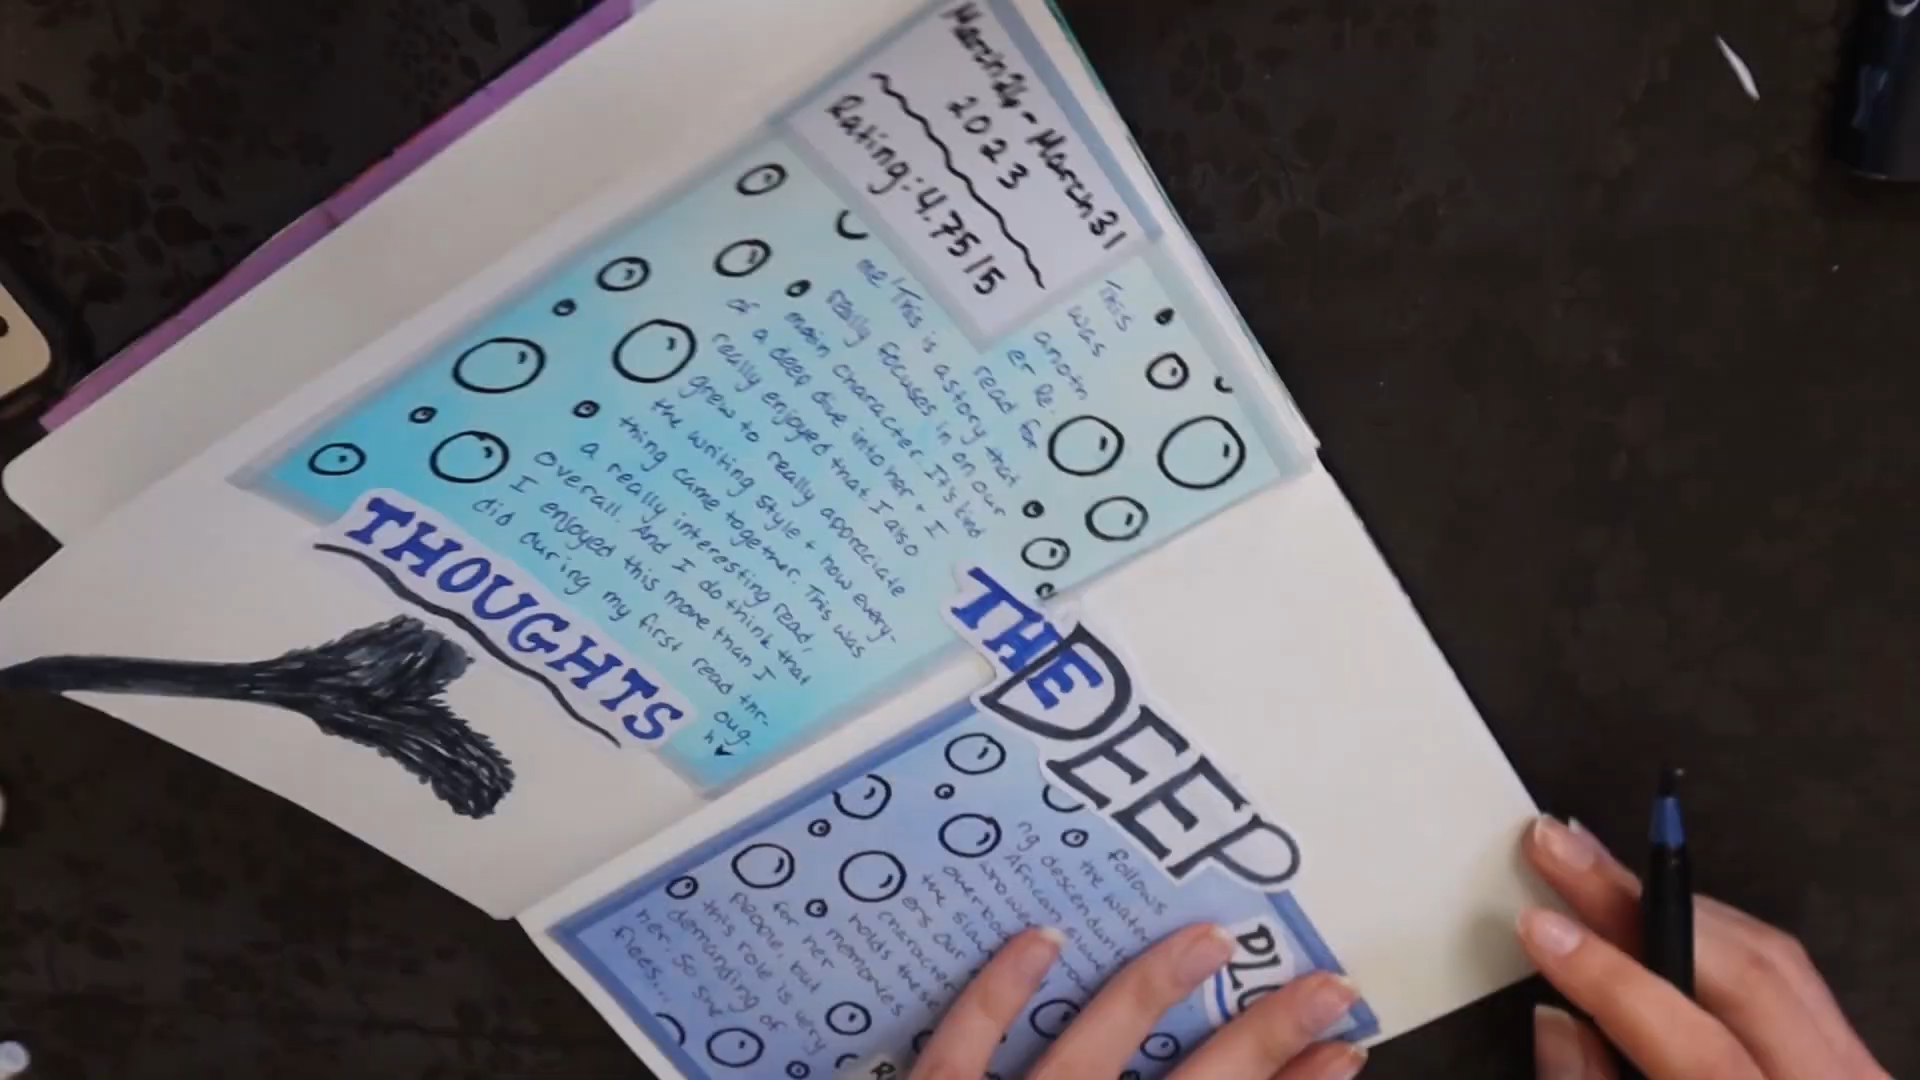 March 26 - March 31
2023
Rating: 4.75/5
This
was
anoth
er Re.
read for
me! This is a story that
really focuses in on our
main character. It's kind
of a deep dive into her + I
really enjoyed that. I also
grew to really appreciate
the writing style + how every-
thing came together. This was
a really interesting read,
overall. And I do think that
I enjoyed this more than I
did during my first read thr-
oug-
h
THOUGHTS
THE
DEEP
follows
the water
ng descendants
African slave
overboard
the slave
ers our
character
holds these
memories
for her
people, but
this role is very
demanding of
her. So she
flees...